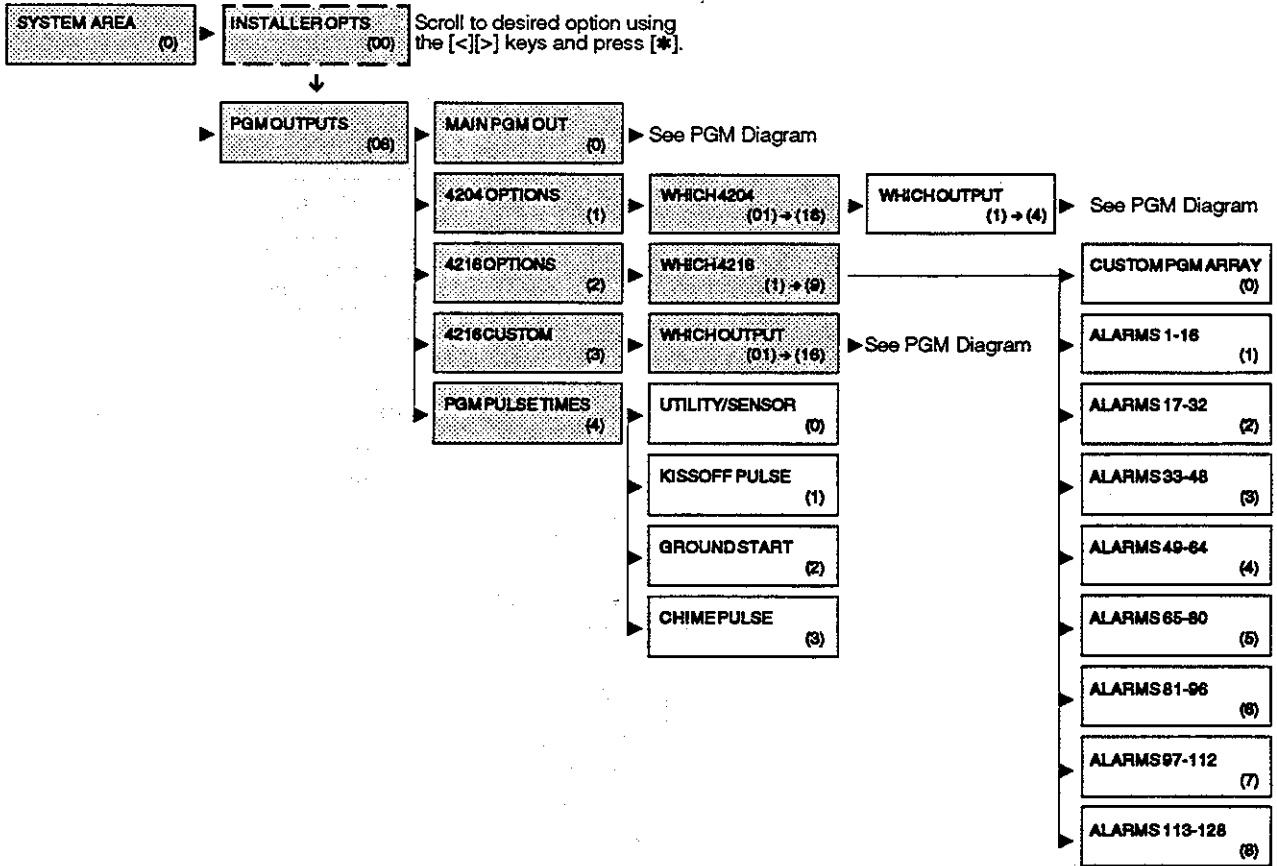 SYSTEM AREA
(0)
INSTALLER OPTS
(00)
Scroll to desired option using
the [<][>] keys and press [✱].
PGM OUTPUTS
(08)
MAIN PGM OUT
(0)
See PGM Diagram
4204 OPTIONS
(1)
WHICH 4204
(01)→(16)
WHICH OUTPUT
(1)→(4)
See PGM Diagram
4216 OPTIONS
(2)
WHICH 4216
(1)→(9)
CUSTOM PGM ARRAY
(0)
4216 CUSTOM
(3)
WHICH OUTPUT
(01)→(16)
See PGM Diagram
ALARMS 1-16
(1)
PGM PULSE TIMES
(4)
UTILITY/SENSOR
(0)
ALARMS 17-32
(2)
KISSOFF PULSE
(1)
ALARMS 33-48
(3)
GROUND START
(2)
ALARMS 49-64
(4)
CHIME PULSE
(3)
ALARMS 65-80
(5)
ALARMS 81-96
(6)
ALARMS 97-112
(7)
ALARMS 113-128
(8)